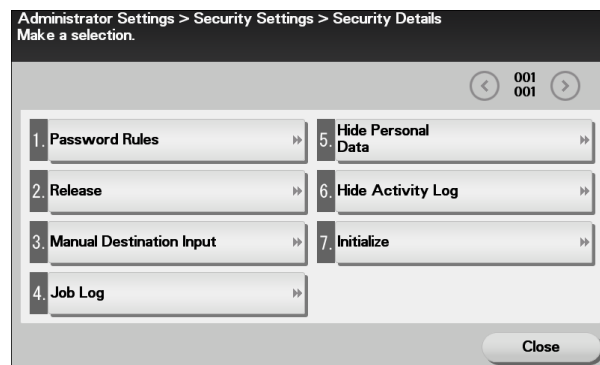 Administrator Settings > Security Settings > Security Details
Make a selection.
001
001
1. Password Rules
2. Release
3. Manual Destination Input
4. Job Log
5. Hide Personal
Data
6. Hide Activity Log
7. Initialize
Close